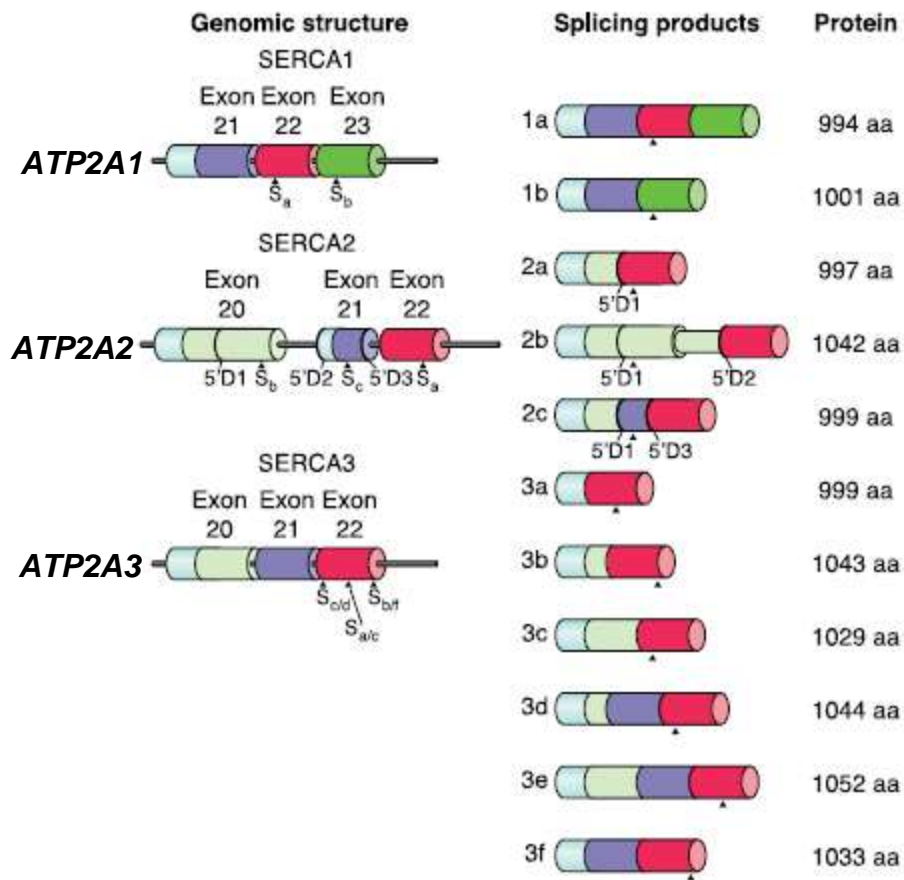 Genomic structure
Splicing products
Protein
SERCA1
Exon Exon Exon
21 22 23
ATP2A1
Sa Sb
1a 994 aa
1b 1001 aa
SERCA2
Exon Exon Exon
20 21 22
ATP2A2
5'D1 Sb 5'D2 Sc 5'D3 Sa
2a 997 aa
5'D1
2b 1042 aa
5'D1 5'D2
2c 999 aa
5'D1 5'D3
SERCA3
Exon Exon Exon
20 21 22
ATP2A3
Sc/d Sb/f
Sa/c
3a 999 aa
3b 1043 aa
3c 1029 aa
3d 1044 aa
3e 1052 aa
3f 1033 aa